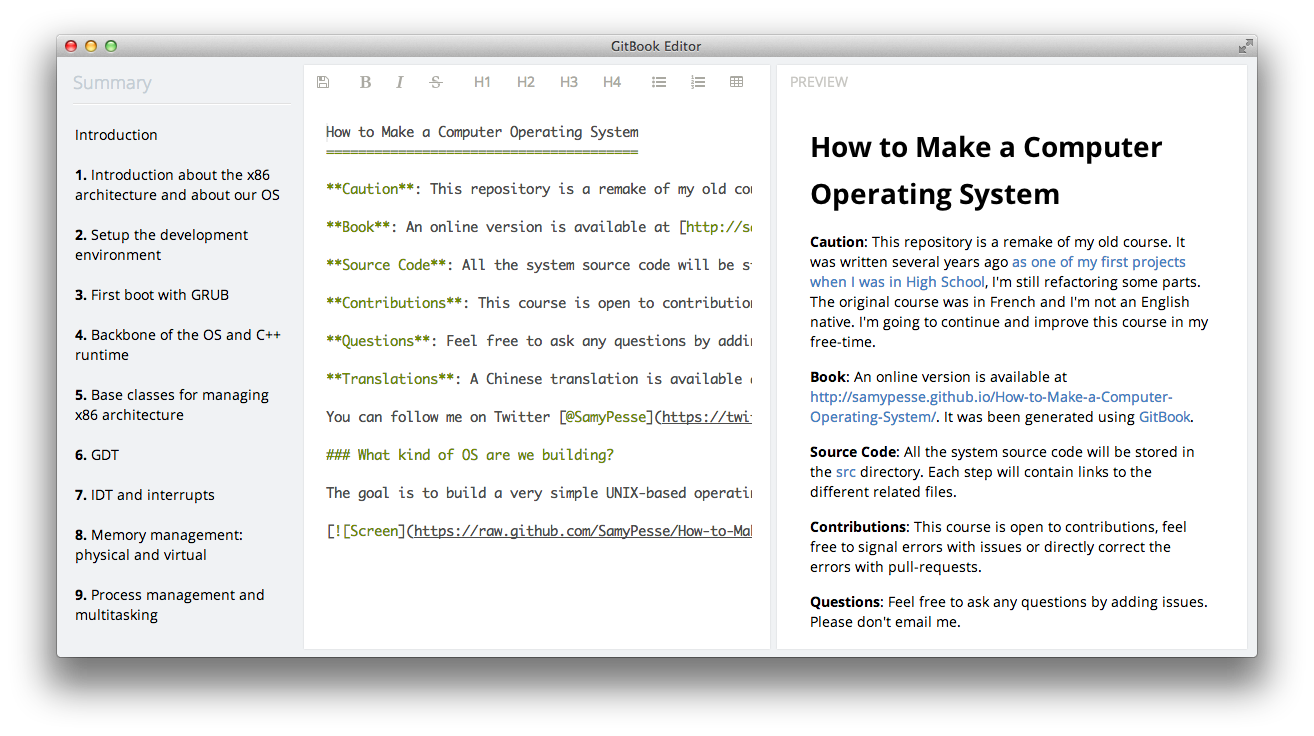 GitBook Editor
Summary
Introduction
1. Introduction about the x86
architecture and about our OS
2. Setup the development
environment
3. First boot with GRUB
4. Backbone of the OS and C++
runtime
5. Base classes for managing
x86 architecture
6. GDT
7. IDT and interrupts
8. Memory management:
physical and virtual
9. Process management and
multitasking
B I S H1 H2 H3 H4
How to Make a Computer Operating System
=======================================
**Caution**: This repository is a remake of my old
**Book**: An online version is available at [http://
**Source Code**: All the system source code will be
**Contributions**: This course is open to
**Questions**: Feel free to ask any questions by
**Translations**: A Chinese translation is available
You can follow me on Twitter [@SamyPesse](https://
### What kind of OS are we building?
The goal is to build a very simple UNIX-based
[![Screen](https://raw.github.com/SamyPesse/
PREVIEW
How to Make a Computer
Operating System
Caution: This repository is a remake of my old course. It
was written several years ago as one of my first projects
when I was in High School, I'm still refactoring some parts.
The original course was in French and I'm not an English
native. I'm going to continue and improve this course in my
free-time.
Book: An online version is available at
http://samypesse.github.io/How-to-Make-a-Computer-
Operating-System/. It was been generated using GitBook.
Source Code: All the system source code will be stored in
the src directory. Each step will contain links to the
different related files.
Contributions: This course is open to contributions, feel
free to signal errors with issues or directly correct the
errors with pull-requests.
Questions: Feel free to ask any questions by adding issues.
Please don't email me.